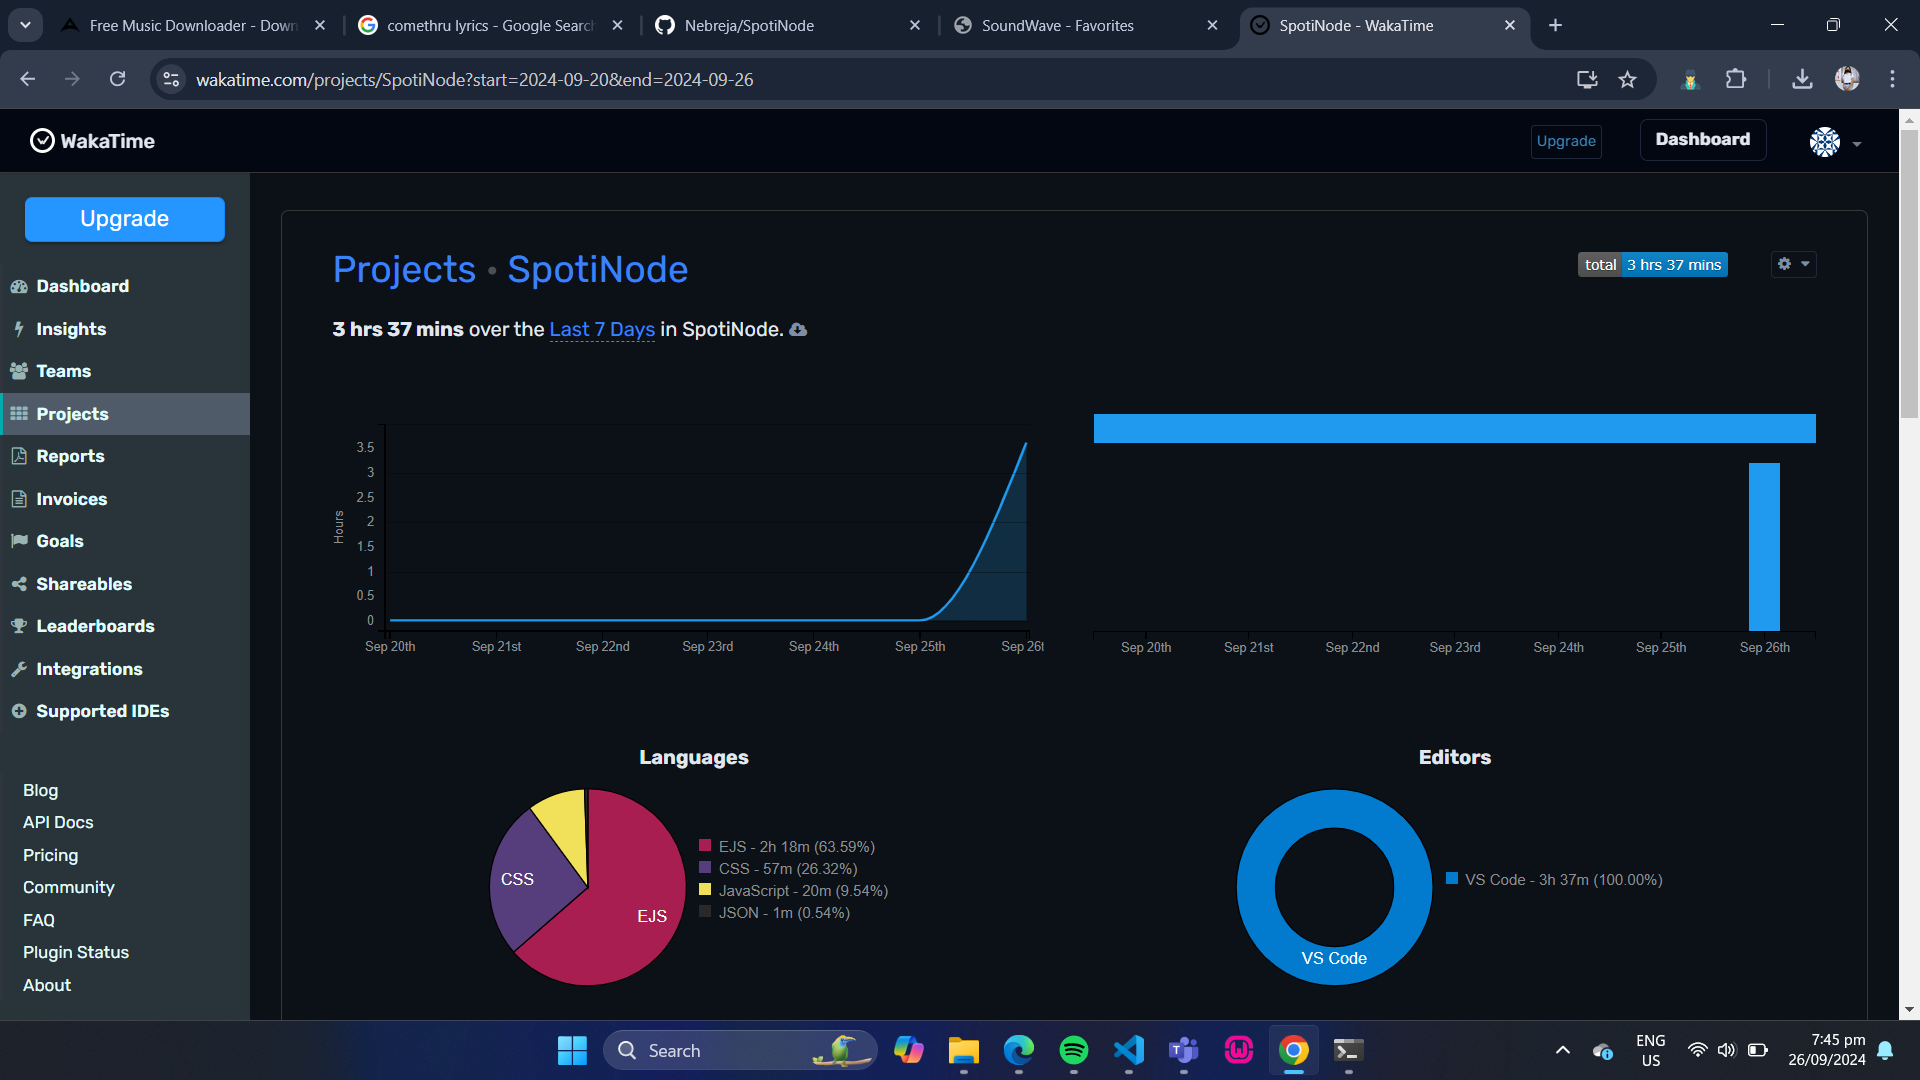 Free Music Downloader - Down
comethru lyrics - Google Search
Nebreja/SpotiNode
SoundWave - Favorites
SpotiNode - WakaTime
wakatime.com/projects/SpotiNode?start=2024-09-20&end=2024-09-26
WakaTime
Upgrade
Dashboard
Upgrade
Dashboard
Insights
Teams
Projects
Reports
Invoices
Goals
Shareables
Leaderboards
Integrations
Supported IDEs
Blog
API Docs
Pricing
Community
FAQ
Plugin Status
About
Projects • SpotiNode
total 3 hrs 37 mins
3 hrs 37 mins over the Last 7 Days in SpotiNode.
Hours
3.5
3
2.5
2
1.5
1
0.5
0
Sep 20th Sep 21st Sep 22nd Sep 23rd Sep 24th Sep 25th Sep 26t
Sep 20th Sep 21st Sep 22nd Sep 23rd Sep 24th Sep 25th Sep 26th
Languages
CSS
EJS
EJS - 2h 18m (63.59%)
CSS - 57m (26.32%)
JavaScript - 20m (9.54%)
JSON - 1m (0.54%)
Editors
VS Code
VS Code - 3h 37m (100.00%)
Search
ENG
US
7:45 pm
26/09/2024